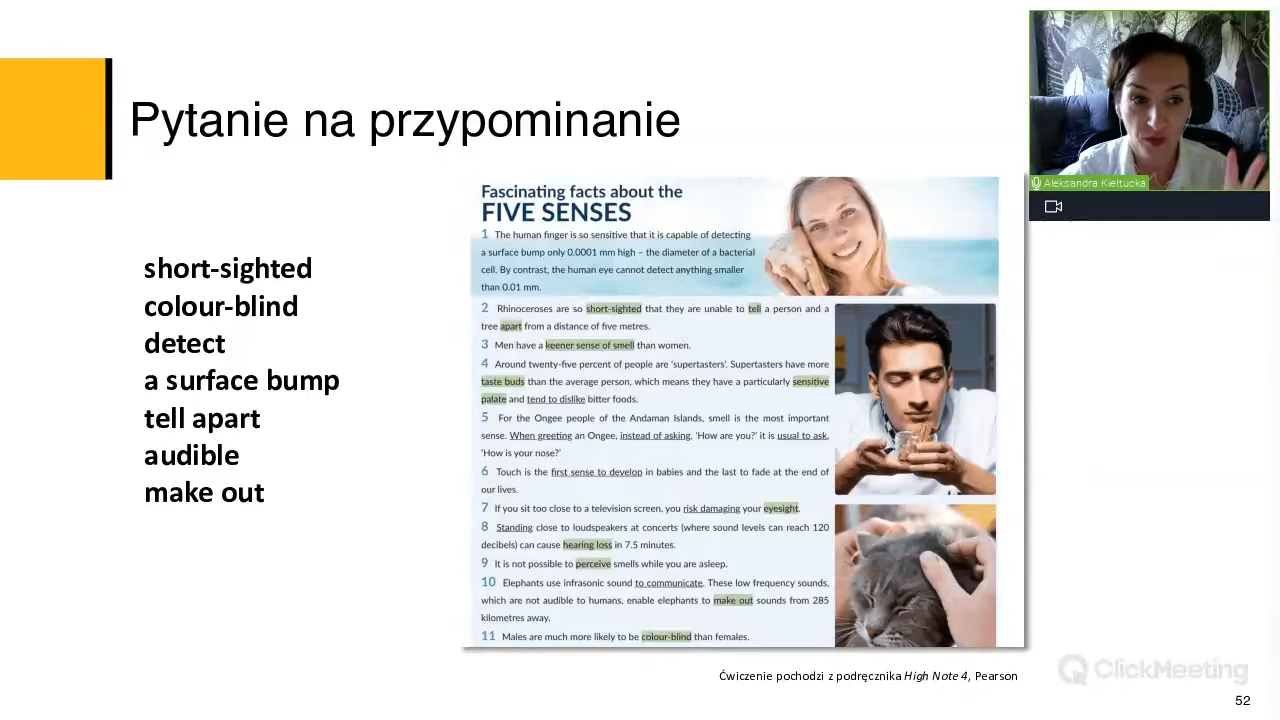 Pytanie na przypominanie
short-sighted
colour-blind
detect
a surface bump
tell apart
audible
make out
Fascinating facts about the
FIVE SENSES
1 The human finger is so sensitive that it is capable of detecting
a surface bump only 0.0001 mm high – the diameter of a bacterial
cell. By contrast, the human eye cannot detect anything smaller
than 0.01 mm.
2 Rhinoceroses are so short-sighted that they are unable to tell a person and a
tree apart from a distance of five metres.
3 Men have a keener sense of smell than women.
4 Around twenty-five percent of people are ‘supertasters’. Supertasters have more
taste buds than the average person, which means they have a particularly sensitive
palate and tend to dislike bitter foods.
5 For the Ongee people of the Andaman Islands, smell is the most important
sense. When greeting an Ongee, instead of asking, ‘How are you?’ it is usual to ask,
‘How is your nose?’
6 Touch is the first sense to develop in babies and the last to fade at the end of
our lives.
7 If you sit too close to a television screen, you risk damaging your eyesight.
8 Standing close to loudspeakers at concerts (where sound levels can reach 120
decibels) can cause hearing loss in 7.5 minutes.
9 It is not possible to perceive smells while you are asleep.
10 Elephants use infrasonic sound to communicate. These low frequency sounds,
which are not audible to humans, enable elephants to make out sounds from 285
kilometres away.
11 Males are much more likely to be colour-blind than females.
Ćwiczenie pochodzi z podręcznika High Note 4, Pearson
Aleksandra Kiełtucka
ClickMeeting
52